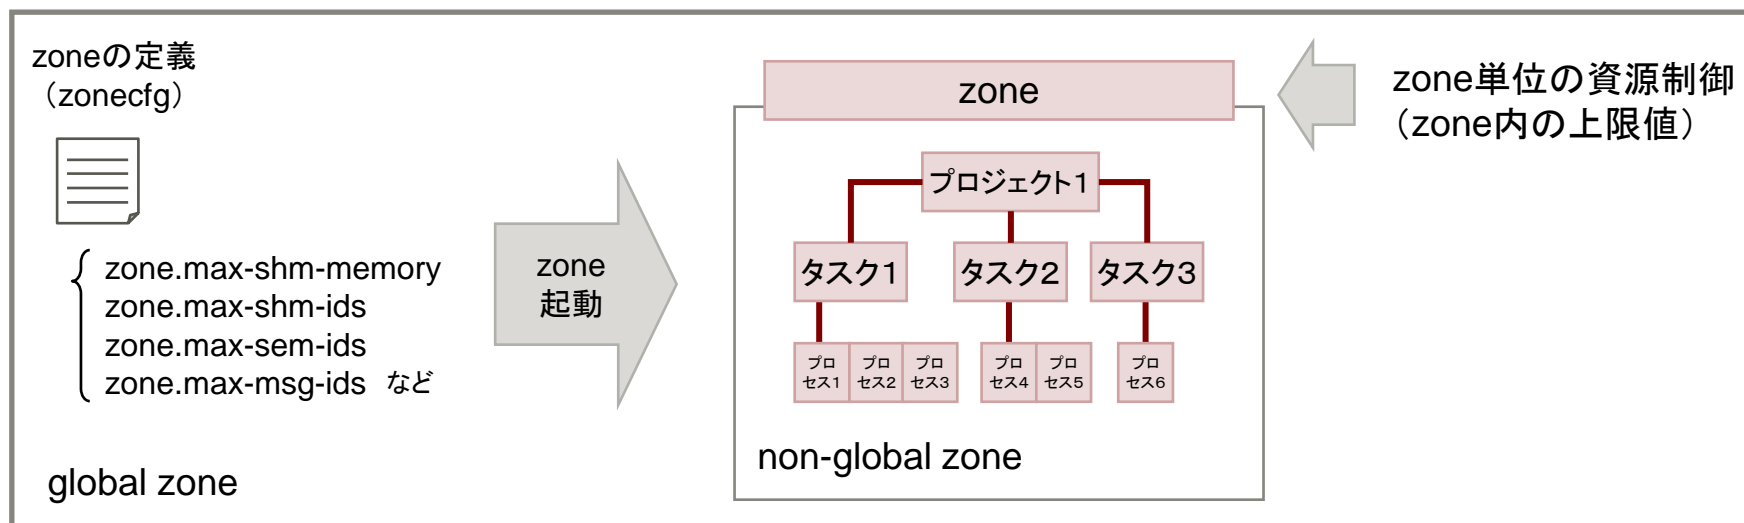 zoneの定義
（zonecfg）
zone.max-shm-memory
zone.max-shm-ids
zone.max-sem-ids
zone.max-msg-ids など
global zone
zone
起動
zone
プロジェクト1
タスク1
タスク2
タスク3
プロ
セス1
プロ
セス2
プロ
セス3
プロ
セス4
プロ
セス5
プロ
セス6
non-global zone
zone単位の資源制御
（zone内の上限値）